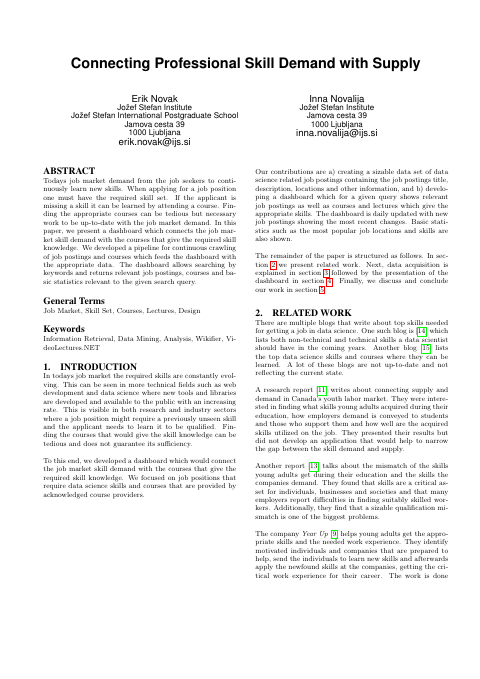 Connecting Professional Skill Demand with Supply
Erik Novak
Jožef Stefan Institute
Jožef Stefan International Postgraduate School
Jamova cesta 39
1000 Ljubljana
erik.novak@ijs.si
Inna Novalija
Jožef Stefan Institute
Jamova cesta 39
1000 Ljubljana
inna.novalija@ijs.si
ABSTRACT
Todays job market demand from the job seekers to conti-
nuously learn new skills. When applying for a job position
one must have the required skill set. If the applicant is
missing a skill it can be learned by attending a course. Fin-
ding the appropriate courses can be tedious but necessary
work to be up-to-date with the job market demand. In this
paper, we present a dashboard which connects the job mar-
ket skill demand with the courses that give the required skill
knowledge. We developed a pipeline for continuous crawling
of job postings and courses which feeds the dashboard with
the appropriate data. The dashboard allows searching by
keywords and returns relevant job postings, courses and ba-
sic statistics relevant to the given search query.
General Terms
Job Market, Skill Set, Courses, Lectures, Design
Keywords
Information Retrieval, Data Mining, Analysis, Wikifier, Vi-
deoLectures.NET
1. INTRODUCTION
In todays job market the required skills are constantly evol-
ving. This can be seen in more technical fields such as web
development and data science where new tools and libraries
are developed and available to the public with an increasing
rate. This is visible in both research and industry sectors
where a job position might require a previously unseen skill
and the applicant needs to learn it to be qualified. Fin-
ding the courses that would give the skill knowledge can be
tedious and does not guarantee it.
To this end, we developed a dashboard which would connect
the job market skill demand with the courses that give the
required skill knowledge. We focused on job positions that
require data science skills and courses that are provided by
acknowledged course providers.
Our contributions are a) creating a sizable data set of data
science related job postings containing the job postings title,
description, locations and other information, and b) develo-
ping a dashboard which for a given query shows relevant
job postings as well as courses and lectures which give the
appropriate skills. The dashboard is daily updated with new
job postings showing the most recent changes. Basic stati-
stics such as the most popular job locations and skills are
also shown.
The remainder of the paper is structured as follows. In sec-
tion 2 we present related work. Next, data acquisition is
explained in section 3 followed by the presentation of the
dashboard in section 4. Finally, we discuss and conclude
our work in section 5.
2. RELATED WORK
There are multiple blogs that write about top skills needed
for getting a job in data science. One such blog is [14] which
lists both non-technical and technical skills a data scientist
should have in the coming years. Another blog [15] lists
the top data science skills and courses where they can be
learned. A lot of these blogs are not up-to-date and not
reflecting the current state.
A research report [11] writes about connecting supply and
demand in Canada's youth labor market. They were intere-
sted in finding what skills young adults acquired during their
education, how employers demand is conveyed to students
and those who support them and how well are the acquired
skills utilized on the job. They presented their results but
did not develop an application that would help to narrow
the gap between the skill demand and supply.
Another report [13] talks about the mismatch of the skills
young adults get during their education and the skills the
companies demand. They found that skills are a critical as-
set for individuals, businesses and societies and that many
employers report difficulties in finding suitably skilled wor-
kers. Additionally, they find that a sizable qualification mi-
smatch is one of the biggest problems.
The company Year Up [9] helps young adults get the appro-
priate skills and the needed work experience. They identify
motivated individuals and companies that are prepared to
help, send the individuals to learn new skills and afterwards
apply the newfound skills at the companies, getting the cri-
tical work experience for their career. The work is done